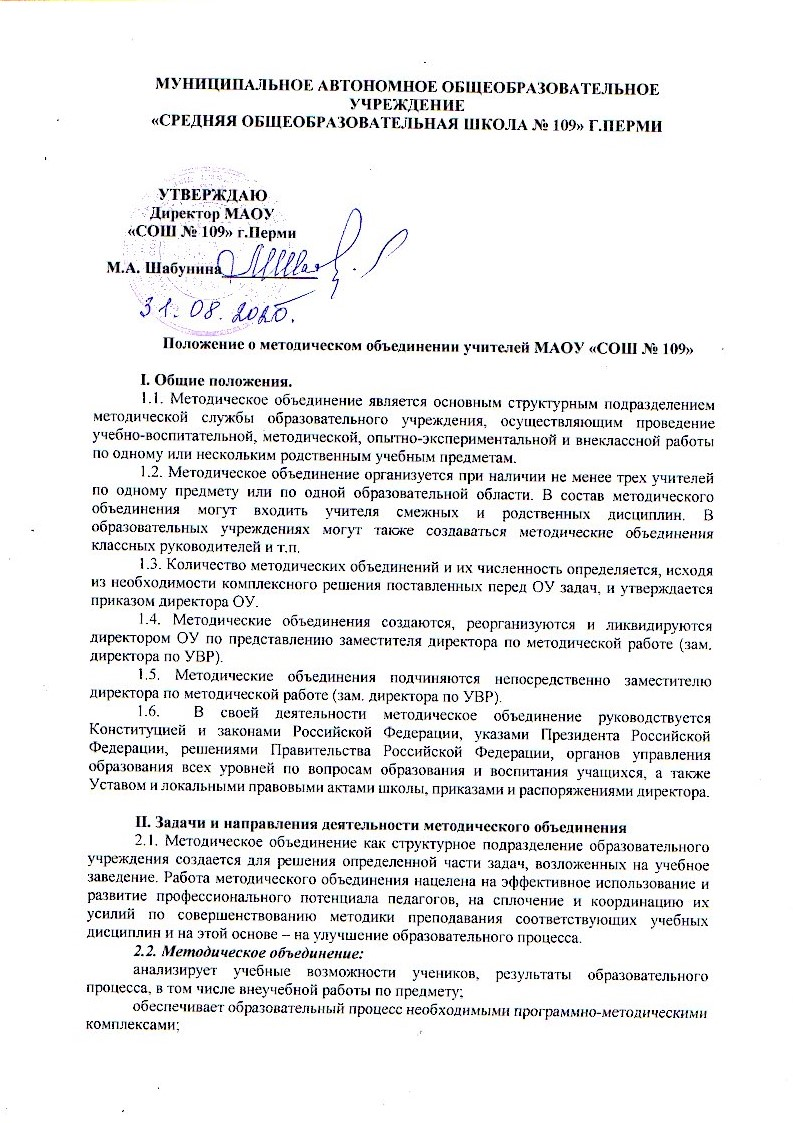 МУНИЦИПАЛЬНОЕ АВТОНОМНОЕ ОБЩЕОБРАЗОВАТЕЛЬНОЕ
УЧРЕЖДЕНИЕ
«СРЕДНЯЯ ОБЩЕОБРАЗОВАТЕЛЬНАЯ ШКОЛА № 109» Г.ПЕРМИ
УТВЕРЖДАЮ
Директор МАОУ
«СОШ № 109» г.Перми
М.А. Шабунина
31.08.2020.
Положение о методическом объединении учителей МАОУ «СОШ № 109»
I. Общие положения.
1.1. Методическое объединение является основным структурным подразделением
методической службы образовательного учреждения, осуществляющим проведение
учебно-воспитательной, методической, опытно-экспериментальной и внеклассной работы
по одному или нескольким родственным учебным предметам.
1.2. Методическое объединение организуется при наличии не менее трех учителей
по одному предмету или по одной образовательной области. В состав методического
объединения могут входить учителя смежных и родственных дисциплин. В
образовательных учреждениях могут также создаваться методические объединения
классных руководителей и т.п.
1.3. Количество методических объединений и их численность определяется, исходя
из необходимости комплексного решения поставленных перед ОУ задач, и утверждается
приказом директора ОУ.
1.4. Методические объединения создаются, реорганизуются и ликвидируются
директором ОУ по представлению заместителя директора по методической работе (зам.
директора по УВР).
1.5. Методические объединения подчиняются непосредственно заместителю
директора по методической работе (зам. директора по УВР).
1.6. В своей деятельности методическое объединение руководствуется
Конституцией и законами Российской Федерации, указами Президента Российской
Федерации, решениями Правительства Российской Федерации, органов управления
образования всех уровней по вопросам образования и воспитания учащихся, а также
Уставом и локальными правовыми актами школы, приказами и распоряжениями директора.
II. Задачи и направления деятельности методического объединения
2.1. Методическое объединение как структурное подразделение образовательного
учреждения создается для решения определенной части задач, возложенных на учебное
заведение. Работа методического объединения нацелена на эффективное использование и
развитие профессионального потенциала педагогов, на сплочение и координацию их
усилий по совершенствованию методики преподавания соответствующих учебных
дисциплин и на этой основе – на улучшение образовательного процесса.
2.2. Методическое объединение:
анализирует учебные возможности учеников, результаты образовательного
процесса, в том числе внеучебной работы по предмету;
обеспечивает образовательный процесс необходимыми программно-методическими
комплексами;